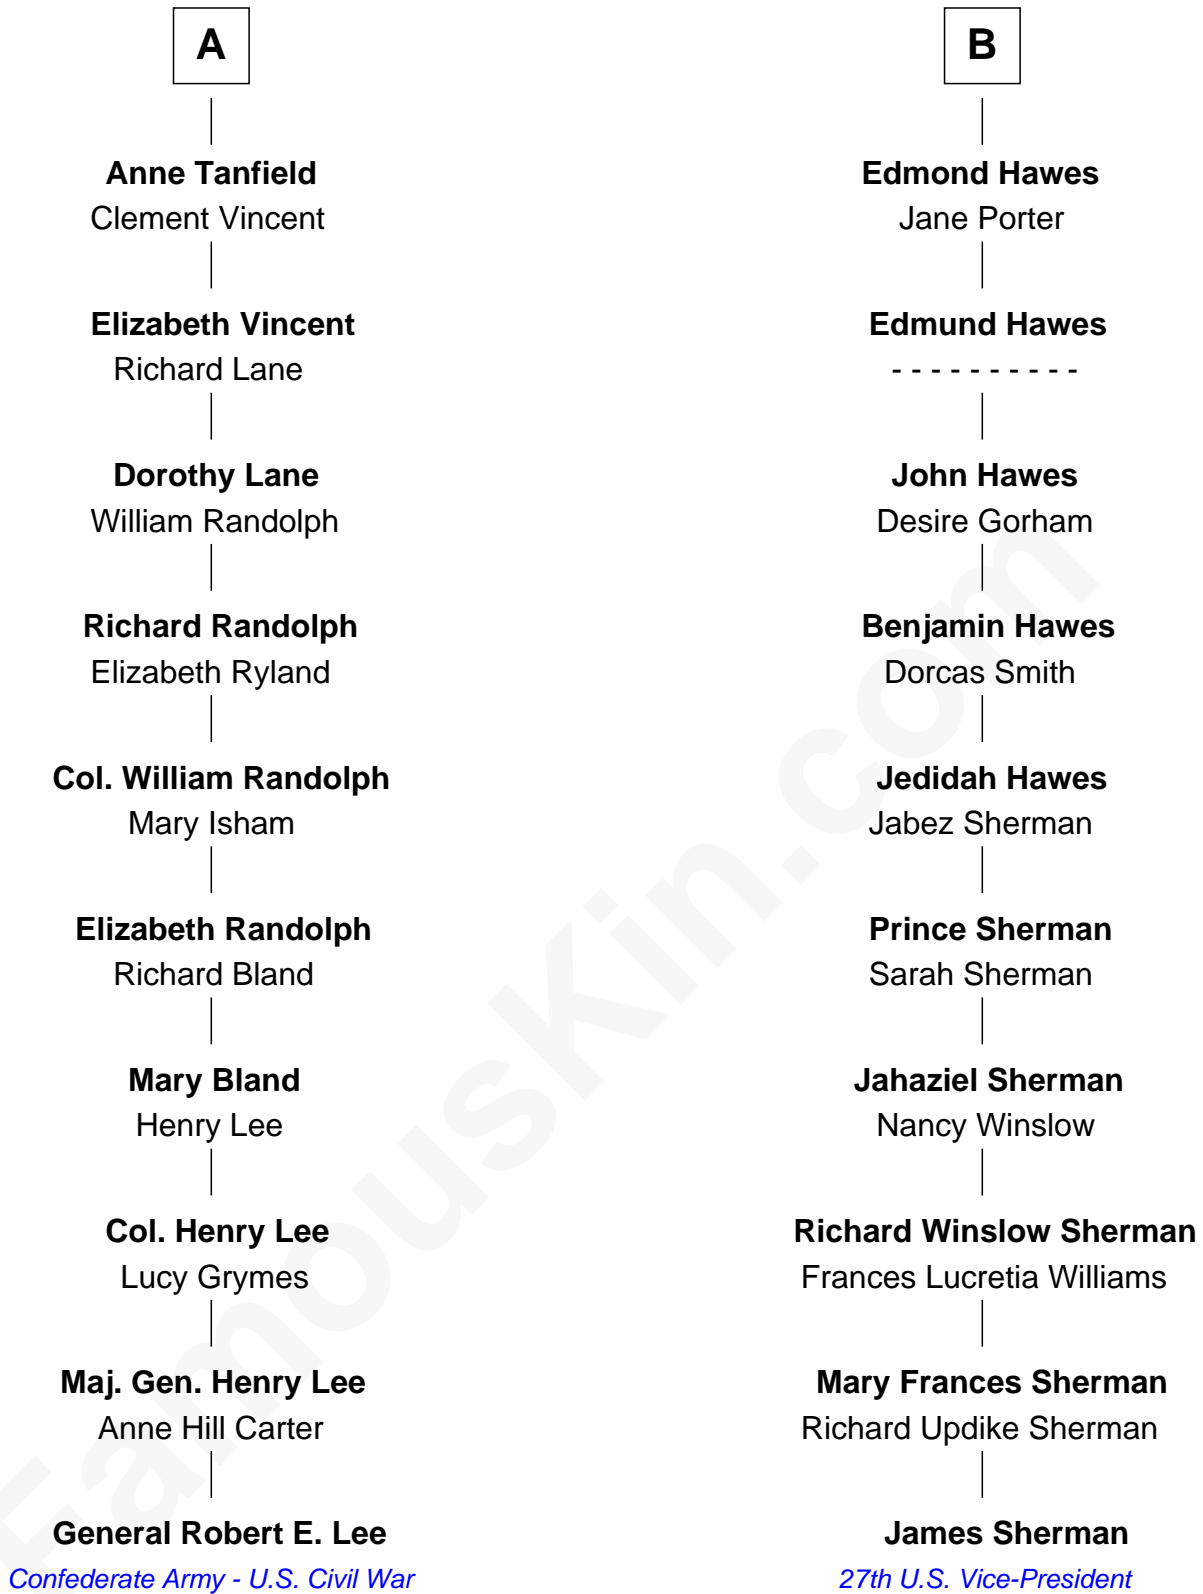 A
Anne Tanfield
Clement Vincent
Elizabeth Vincent
Richard Lane
Dorothy Lane
William Randolph
Richard Randolph
Elizabeth Ryland
Col. William Randolph
Mary Isham
Elizabeth Randolph
Richard Bland
Mary Bland
Henry Lee
Col. Henry Lee
Lucy Grymes
Maj. Gen. Henry Lee
Anne Hill Carter
General Robert E. Lee
Confederate Army - U.S. Civil War
B
Edmond Hawes
Jane Porter
Edmund Hawes
- - - - - - - - - -
John Hawes
Desire Gorham
Benjamin Hawes
Dorcas Smith
Jedidah Hawes
Jabez Sherman
Prince Sherman
Sarah Sherman
Jahaziel Sherman
Nancy Winslow
Richard Winslow Sherman
Frances Lucretia Williams
Mary Frances Sherman
Richard Updike Sherman
James Sherman
27th U.S. Vice-President
FamousKin.com